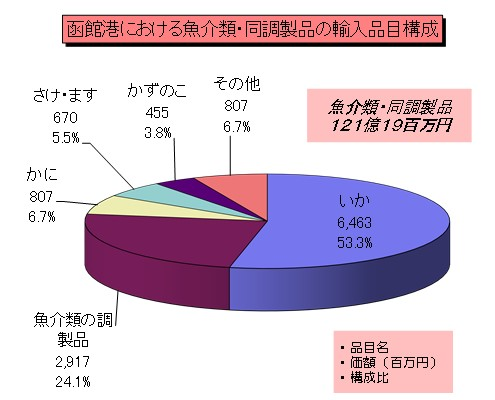 函館港における魚介類・同調製品の輸入品目構成
魚介類・同調製品
121億19百万円
その他
807
6.7%
かずのこ
455
3.8%
さけ・ます
670
5.5%
かに
807
6.7%
いか
6,463
53.3%
魚介類の調
製品
2,917
24.1%
・品目名
・価額（百万円）
・構成比